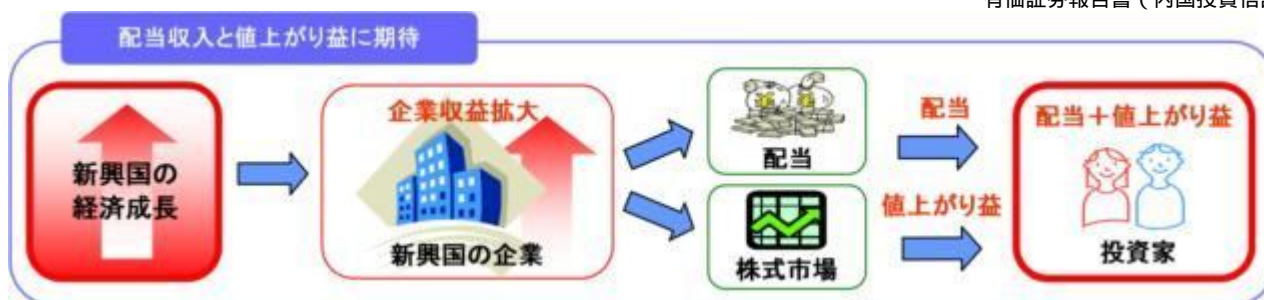 配当収入と値上がり益に期待
新興国の
経済成長
企業収益拡大
新興国の企業
配当
株式市場
配当
値上がり益
配当＋値上がり益
投資家